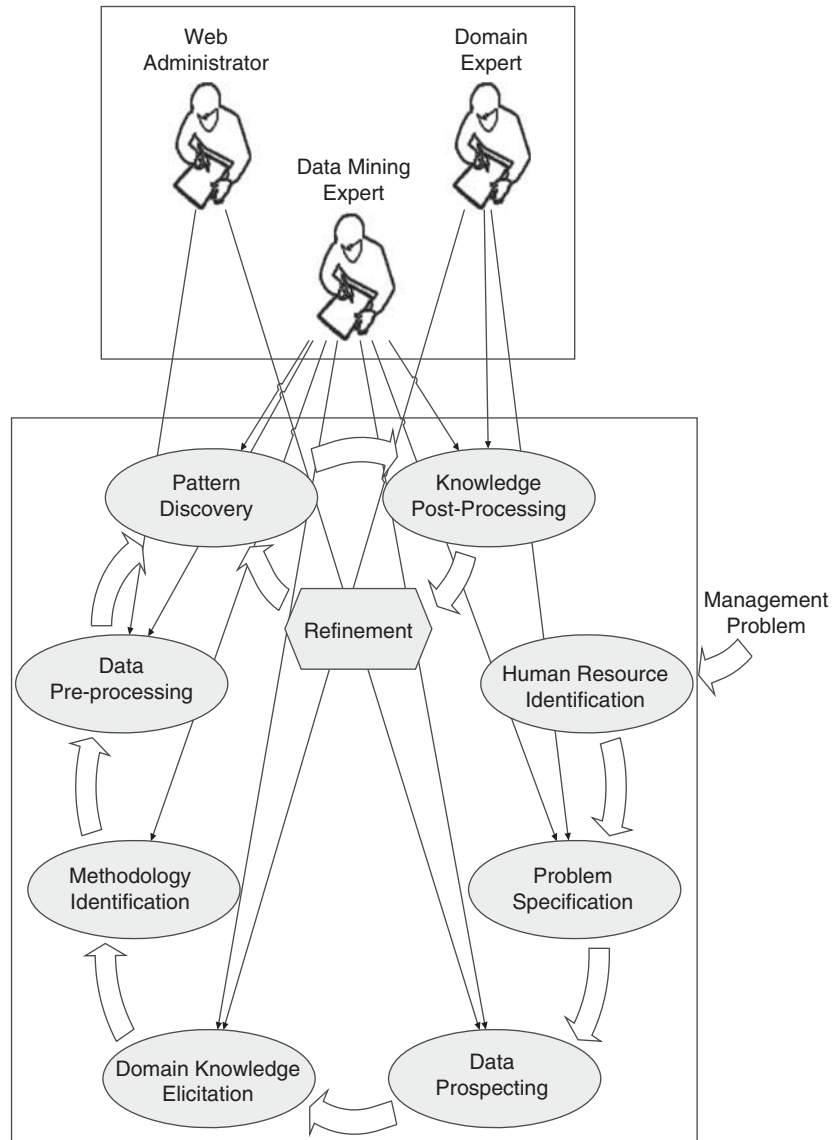 Web
Administrator
Domain
Expert
Data Mining
Expert
Pattern
Discovery
Knowledge
Post-Processing
Refinement
Management
Problem
Data
Pre-processing
Human Resource
Identification
Methodology
Identification
Problem
Specification
Domain Knowledge
Elicitation
Data
Prospecting